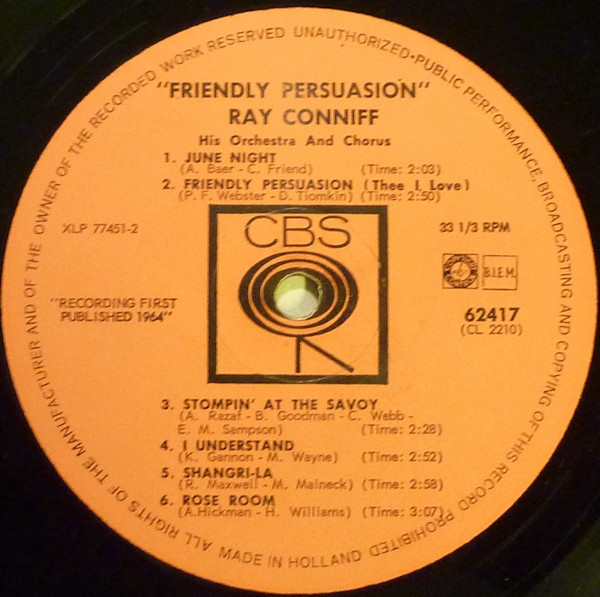 ALL RIGHTS OF THE MANUFACTURER AND OF THE OWNER OF THE RECORDED WORK RESERVED UNAUTHORIZED•PUBLIC PERFORMANCE, BROADCASTING AND COPYING OF THIS RECORD PROHIBITED
"FRIENDLY PERSUASION"
RAY CONNIFF
His Orchestra And Chorus
1. JUNE NIGHT
(A. Baer - C. Friend) (Time: 2:03)
2. FRIENDLY PERSUASION (Thee I Love)
(P. F. Webster - D. Tiomkin) (Time: 2:50)
XLP 77451-2
CBS
33 1/3 RPM
B.I.E.M.
"RECORDING FIRST
PUBLISHED 1964"
62417
(CL 2210)
3. STOMPIN' AT THE SAVOY
(A. Razaf - B. Goodman - C. Webb -
E. M. Sampson) (Time: 2:28)
4. I UNDERSTAND
(K. Gannon - M. Wayne) (Time: 2:52)
5. SHANGRI-LA
(R. Maxwell - M. Malneck) (Time: 2:58)
6. ROSE ROOM
(A.Hickman - H. Williams) (Time: 3:07)
MADE IN HOLLAND